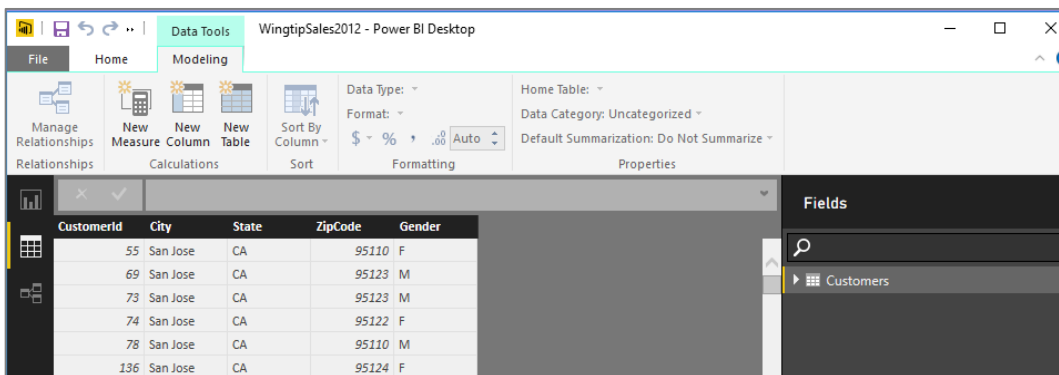 Data Tools WingtipSales2012 - Power BI Desktop
File Home Modeling
Manage Relationships
New Measure
New Column
New Table
Sort By Column
Data Type:
Format:
$ % , .00 Auto
Home Table:
Data Category: Uncategorized
Default Summarization: Do Not Summarize
Relationships Calculations Sort Formatting Properties
Fields
CustomerId City State ZipCode Gender
55 San Jose CA 95110 F
69 San Jose CA 95123 M
73 San Jose CA 95123 M
74 San Jose CA 95122 F
78 San Jose CA 95110 M
136 San Jose CA 95124 F
Customers